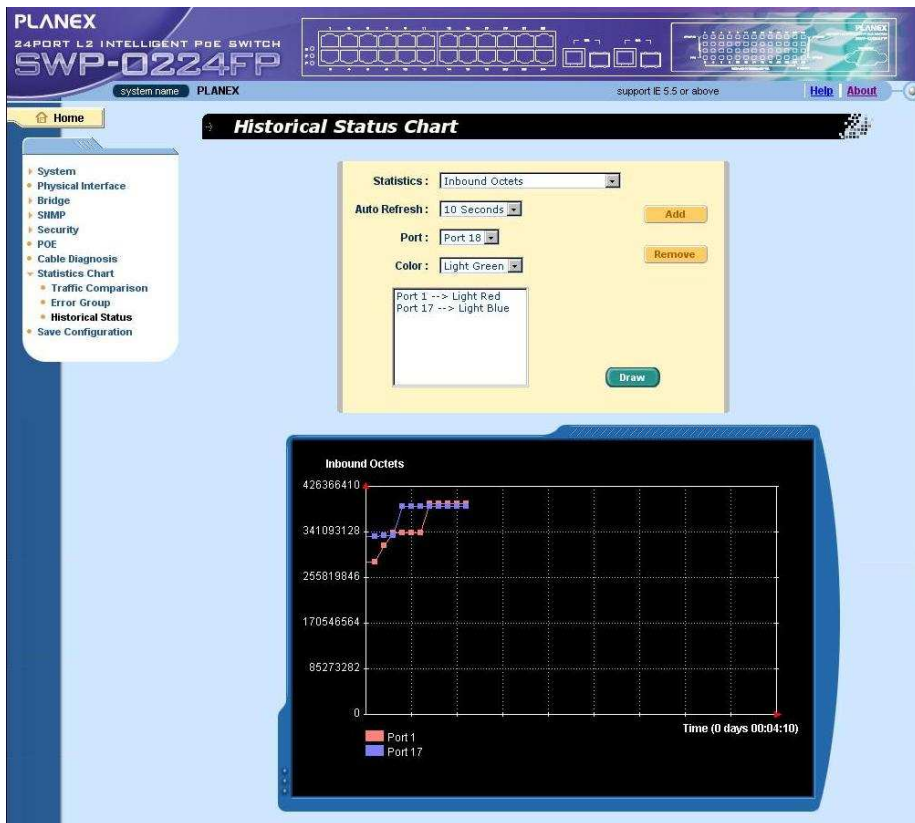 PLANEX
24PORT L2 INTELLIGENT POE SWITCH
SWP-0224FP
PLANEX
system name PLANEX
support IE 5.5 or above
Help About
Home
Historical Status Chart
System
Physical Interface
Bridge
SNMP
Security
POE
Cable Diagnosis
Statistics Chart
Traffic Comparison
Error Group
Historical Status
Save Configuration
Statistics : Inbound Octets
Auto Refresh : 10 Seconds
Add
Port : Port 18
Remove
Color : Light Green
Port 1 --> Light Red
Port 17 --> Light Blue
Draw
Inbound Octets
426366410
341093128
255819846
170546564
85273282
0
Time (0 days 00:04:10)
Port 1
Port 17